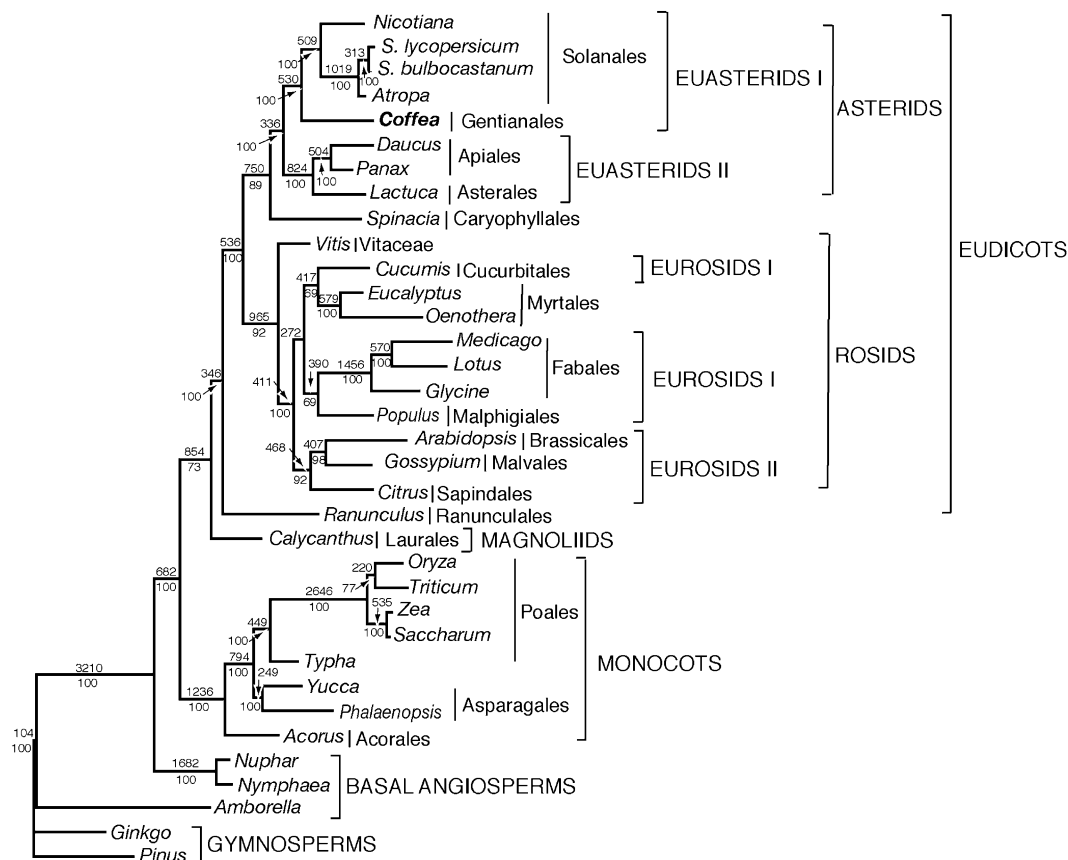 Nicotiana
509
S. lycopersicum
313
Solanales
S. bulbocastanum
100
1019
100
100
EUASTERIDS I
530
Atropa
100
ASTERIDS
Coffea | Gentianales
336
Daucus
100
504
Apiales
Panax
750
824
EUASTERIDS II
89
100
100
Lactuca | Asterales
Spinacia | Caryophyllales
536
Vitis | Vitaceae
EUDICOTS
100
Cucumis | Cucurbitales
EUROSIDS I
417
69
579
Eucalyptus
Myrtales
100
Oenothera
965
92
272
Medicago
570
ROSIDS
390
1456
100
Lotus
Fabales
346
100
EUROSIDS I
411
Glycine
100
69
100
Populus | Malphigiales
Arabidopsis | Brassicales
468
407
854
98
Gossypium | Malvales
EUROSIDS II
73
92
Citrus | Sapindales
Ranunculus | Ranunculales
Calycanthus | Laurales
MAGNOLIIDS
Oryza
220
682
77
Triticum
100
2646
535
Zea
Poales
100
100
Saccharum
449
100
Typha
MONOCOTS
794
3210
100
249
100
Yucca
1236
100
100
Phalaenopsis
Asparagales
104
Acorus | Acorales
100
Nuphar
1682
100
Nymphaea
BASAL ANGIOSPERMS
Amborella
Ginkgo
GYMNOSPERMS
Pinus